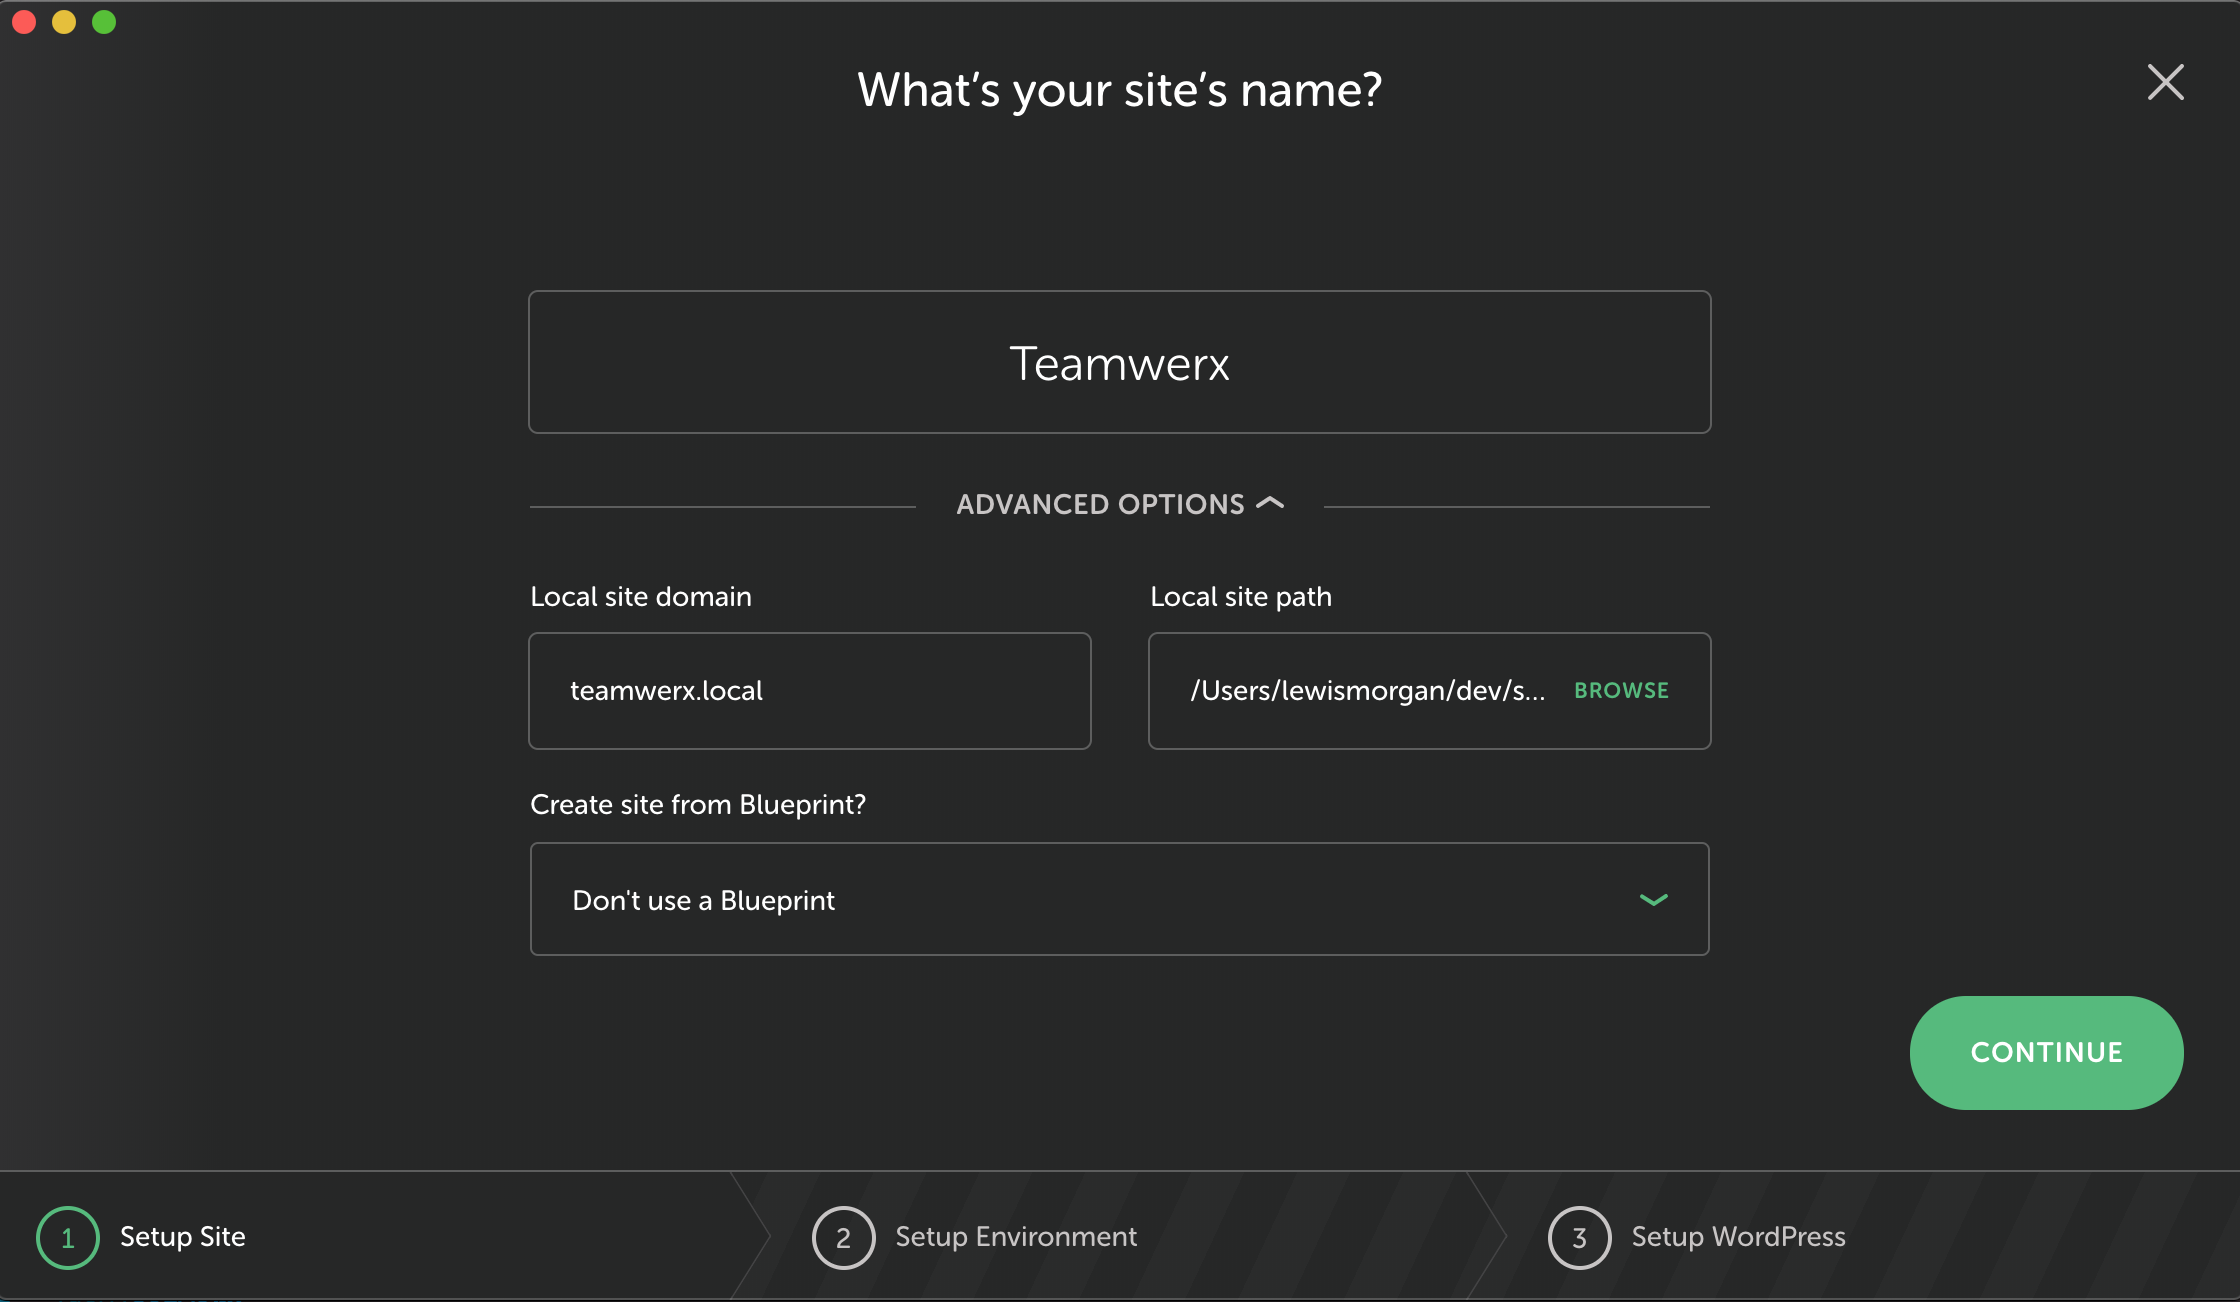 What's your site's name?
Teamwerx
ADVANCED OPTIONS
Local site domain
Local site path
teamwerx.local
/Users/lewismorgan/dev/s...
BROWSE
Create site from Blueprint?
Don't use a Blueprint
CONTINUE
1 Setup Site
2 Setup Environment
3 Setup WordPress